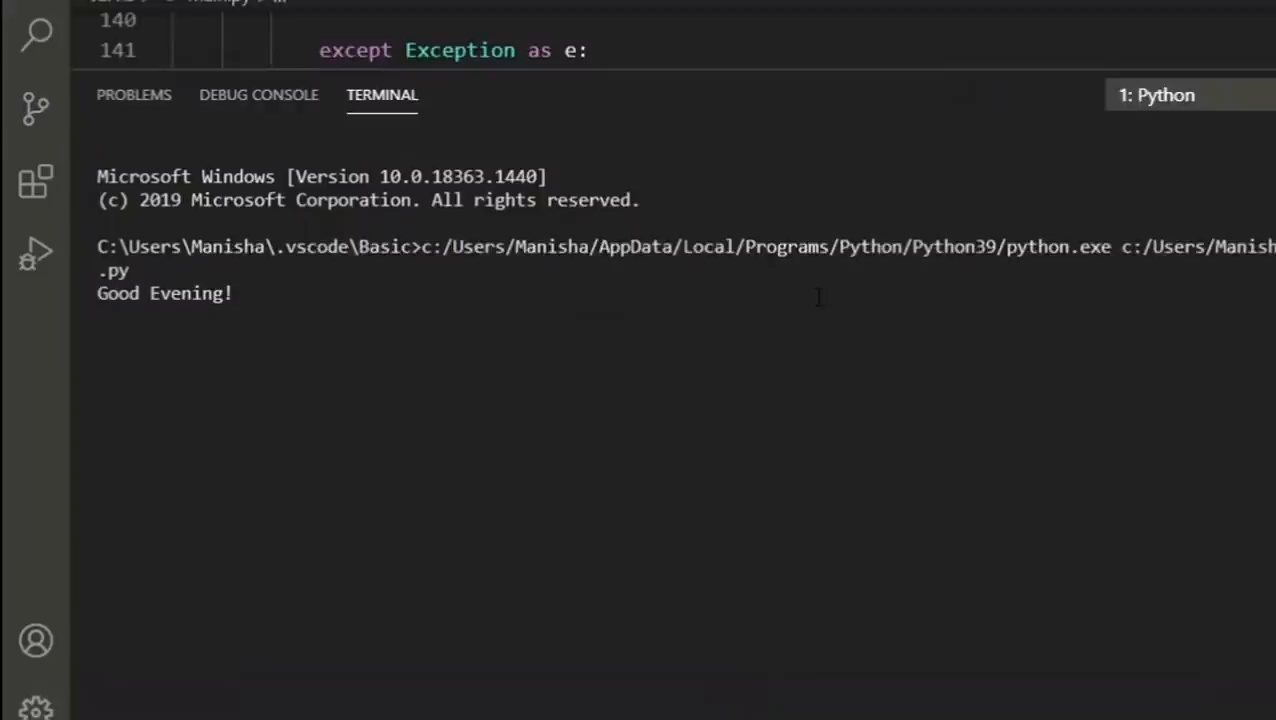 140
141 except Exception as e:
PROBLEMS DEBUG CONSOLE TERMINAL 1: Python
Microsoft Windows [Version 10.0.18363.1440]
(c) 2019 Microsoft Corporation. All rights reserved.
C:\Users\Manisha\.vscode\Basic>c:/Users/Manisha/AppData/Local/Programs/Python/Python39/python.exe c:/Users/Manish
.py
Good Evening!